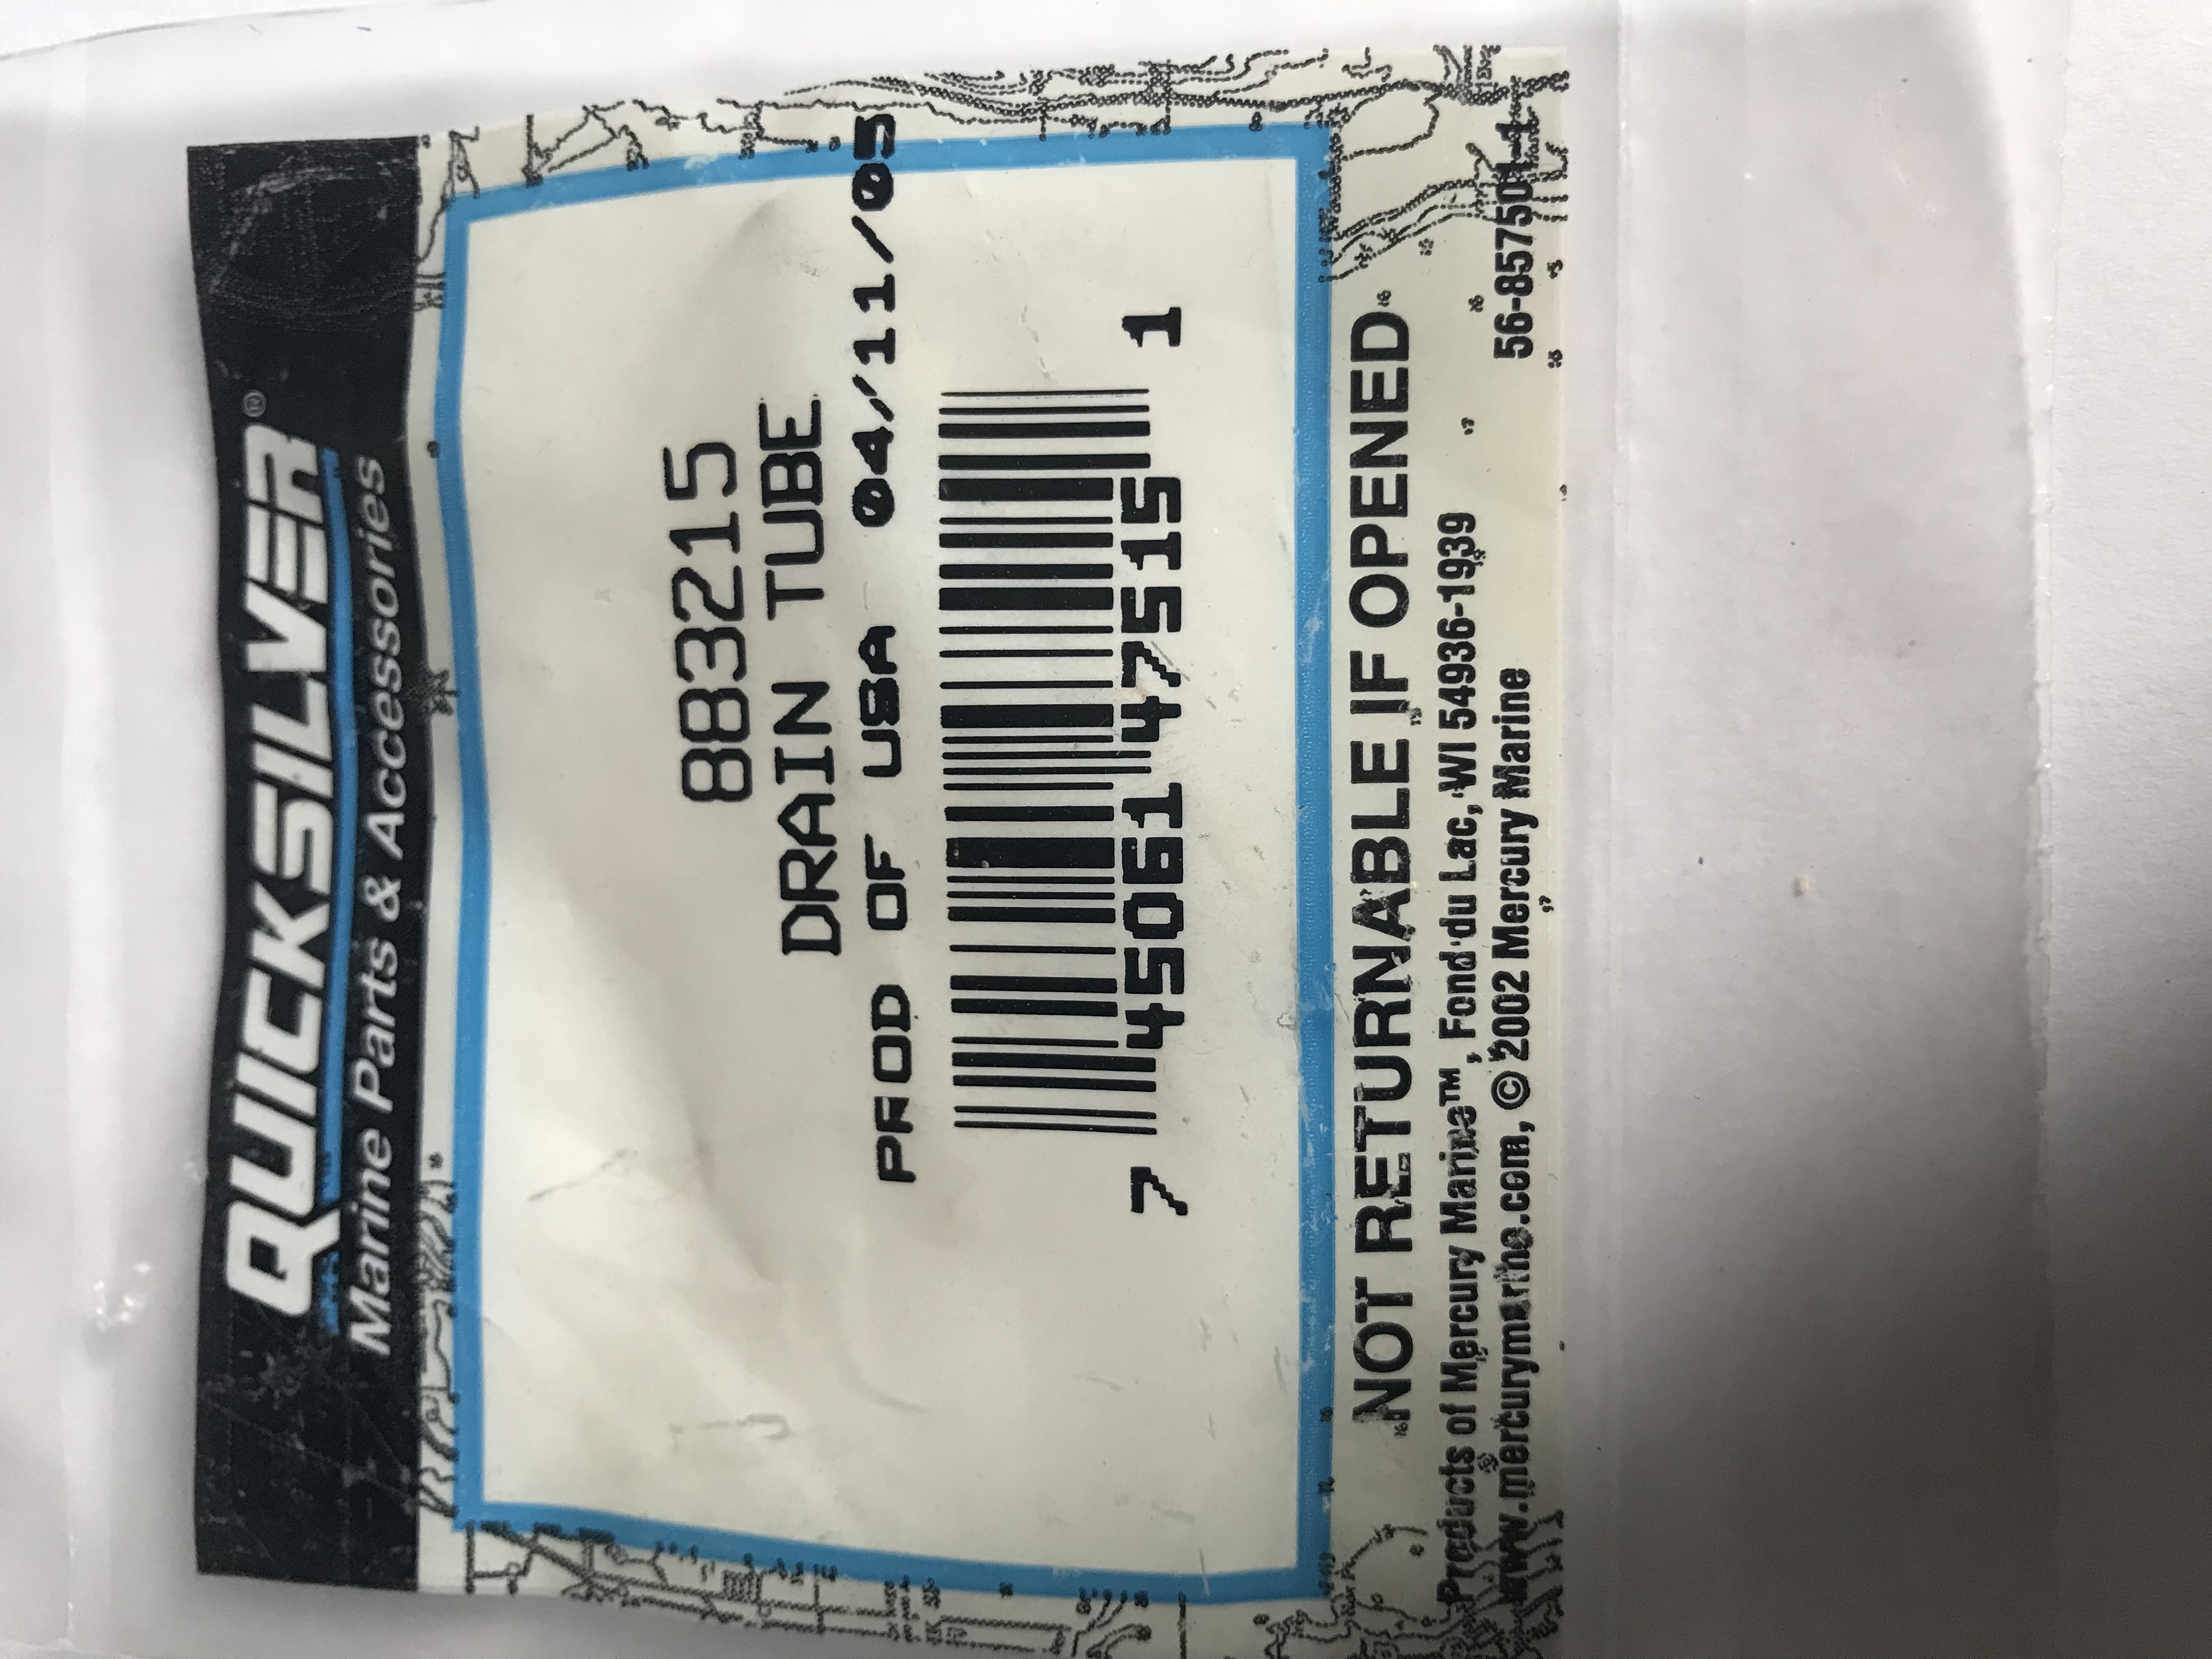 QUICKSILVER®
Marine Parts & Accessories
883215
DRAIN TUBE
PROD OF USA 04/11/05
7 45061 47515 1
NOT RETURNABLE IF OPENED
Products of Mercury Marine™, Fond du Lac, WI 54936-1939
www.mercurymarine.com, © 2002 Mercury Marine